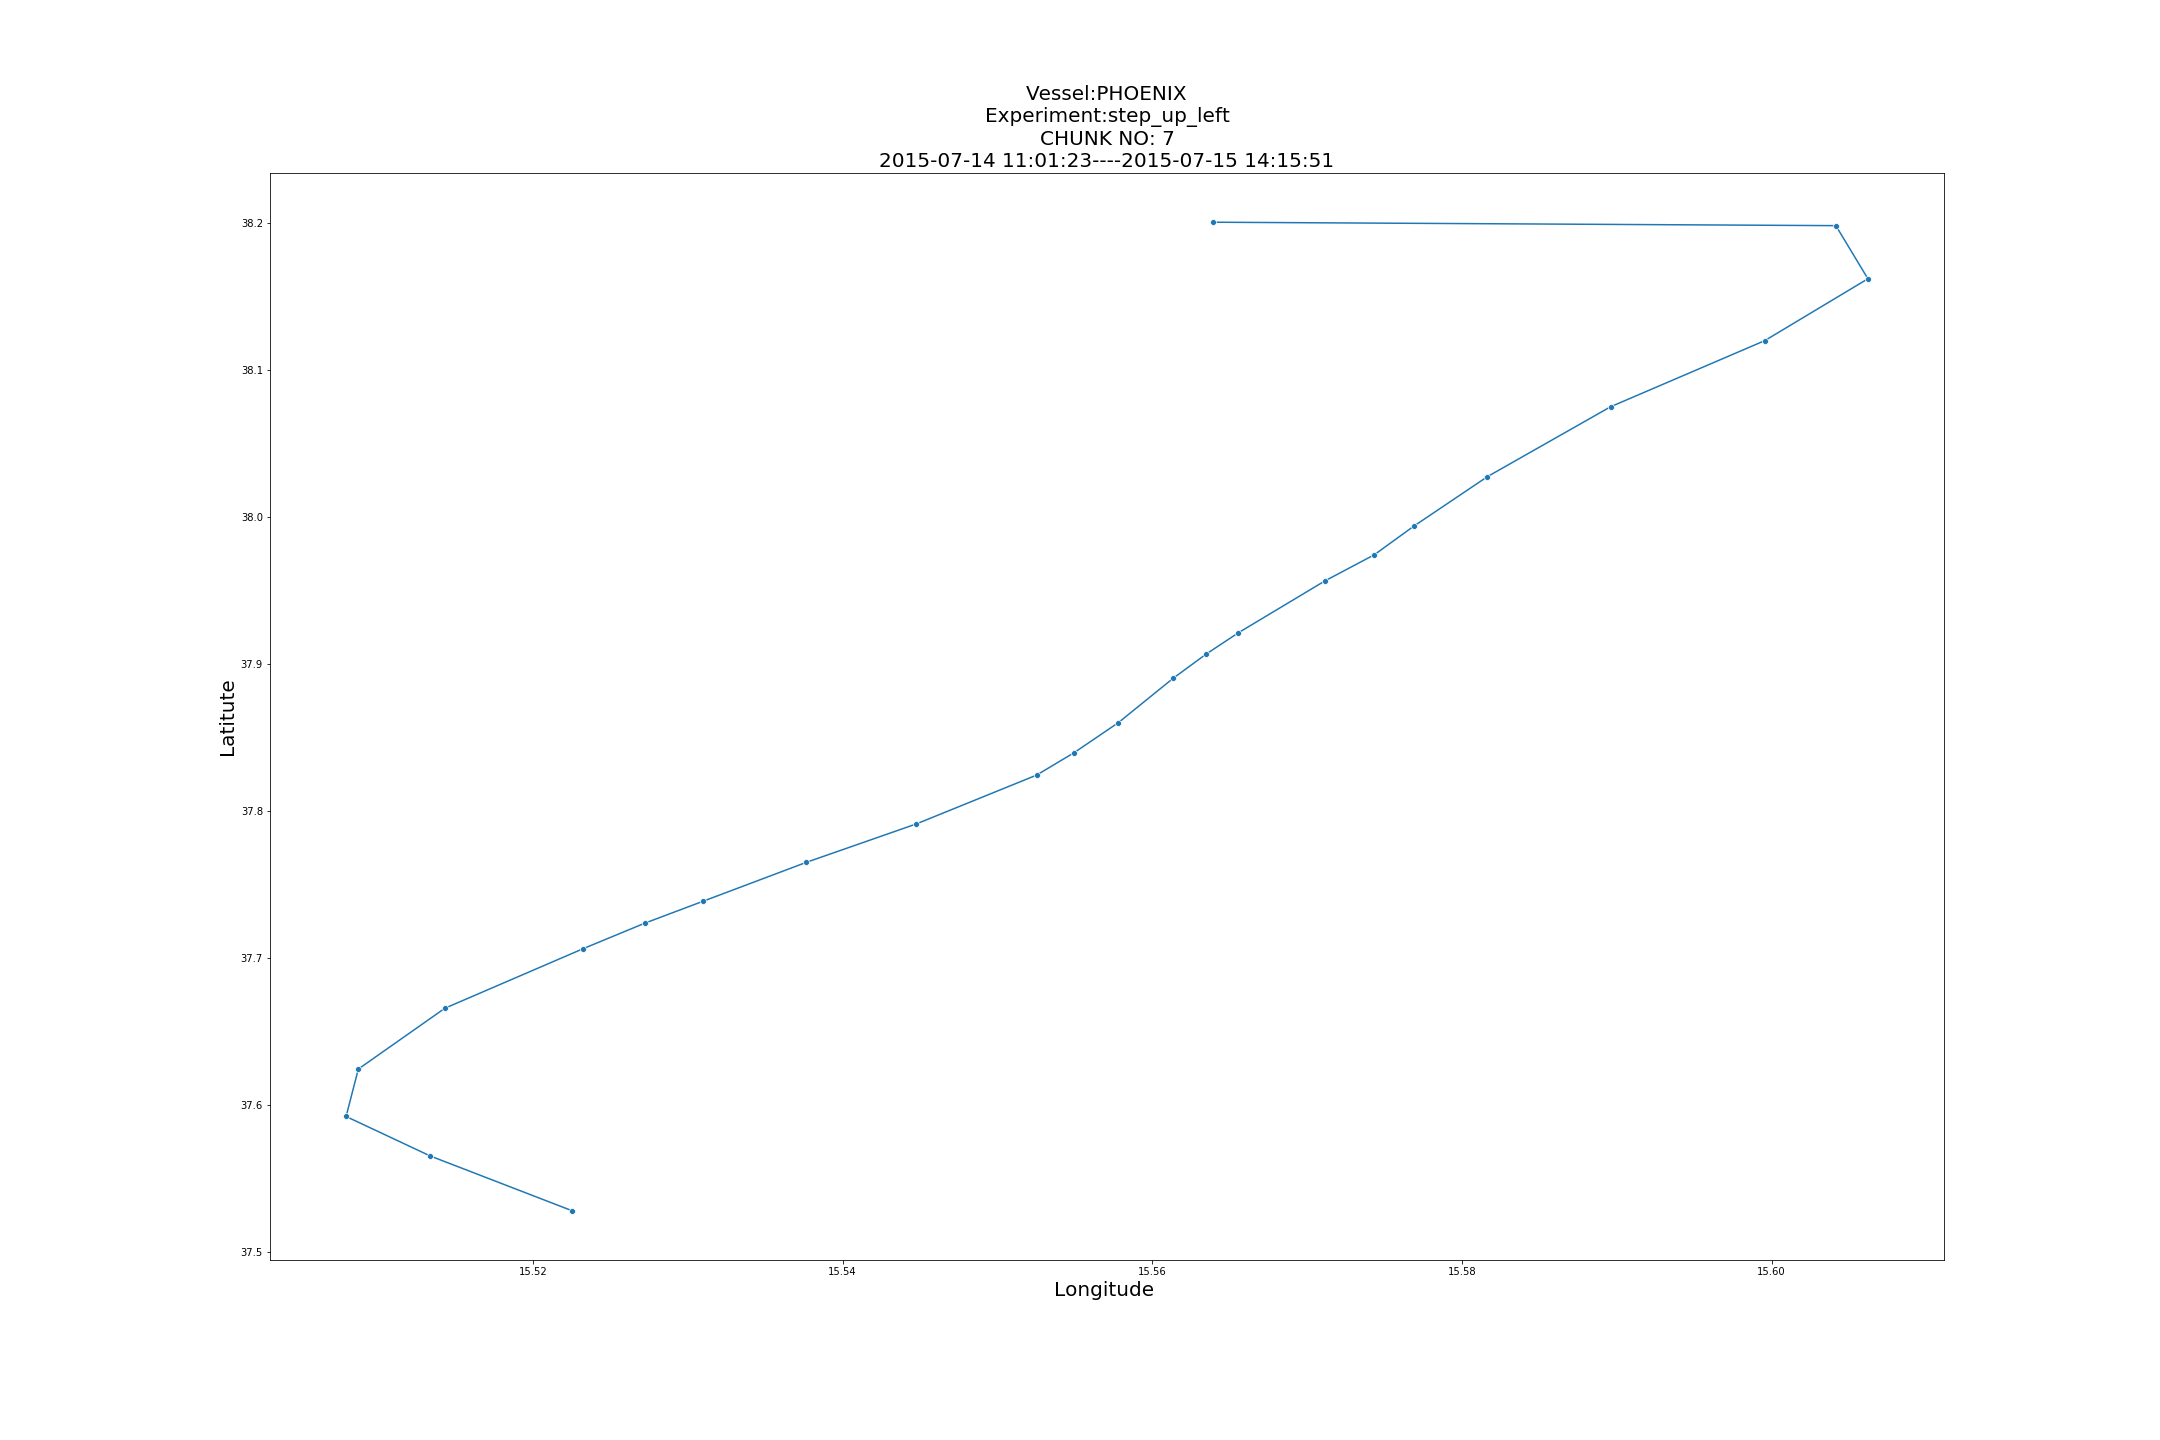 Vessel:PHOENIX
Experiment:step_up_left
CHUNK NO: 7
2015-07-14 11:01:23----2015-07-15 14:15:51
38.2
38.1
38.0
37.9
37.8
37.7
37.6
37.5
Latitute
15.52
15.54
15.56
15.58
15.60
Longitude